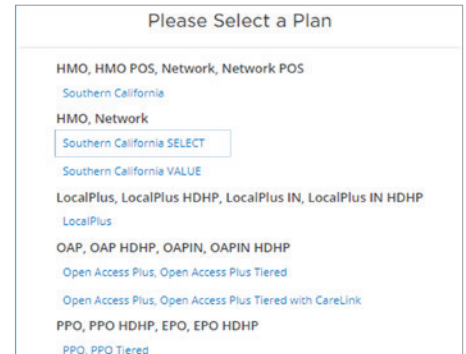 Please Select a Plan
HMO, HMO POS, Network, Network POS
Southern California
HMO, Network
Southern California SELECT
Southern California VALUE
LocalPlus, LocalPlus HDHP, LocalPlus IN, LocalPlus IN HDHP
LocalPlus
OAP, OAP HDHP, OAPIN, OAPIN HDHP
Open Access Plus, Open Access Plus Tiered
Open Access Plus, Open Access Plus Tiered with CareLink
PPO, PPO HDHP, EPO, EPO HDHP
PPO, PPO Tiered